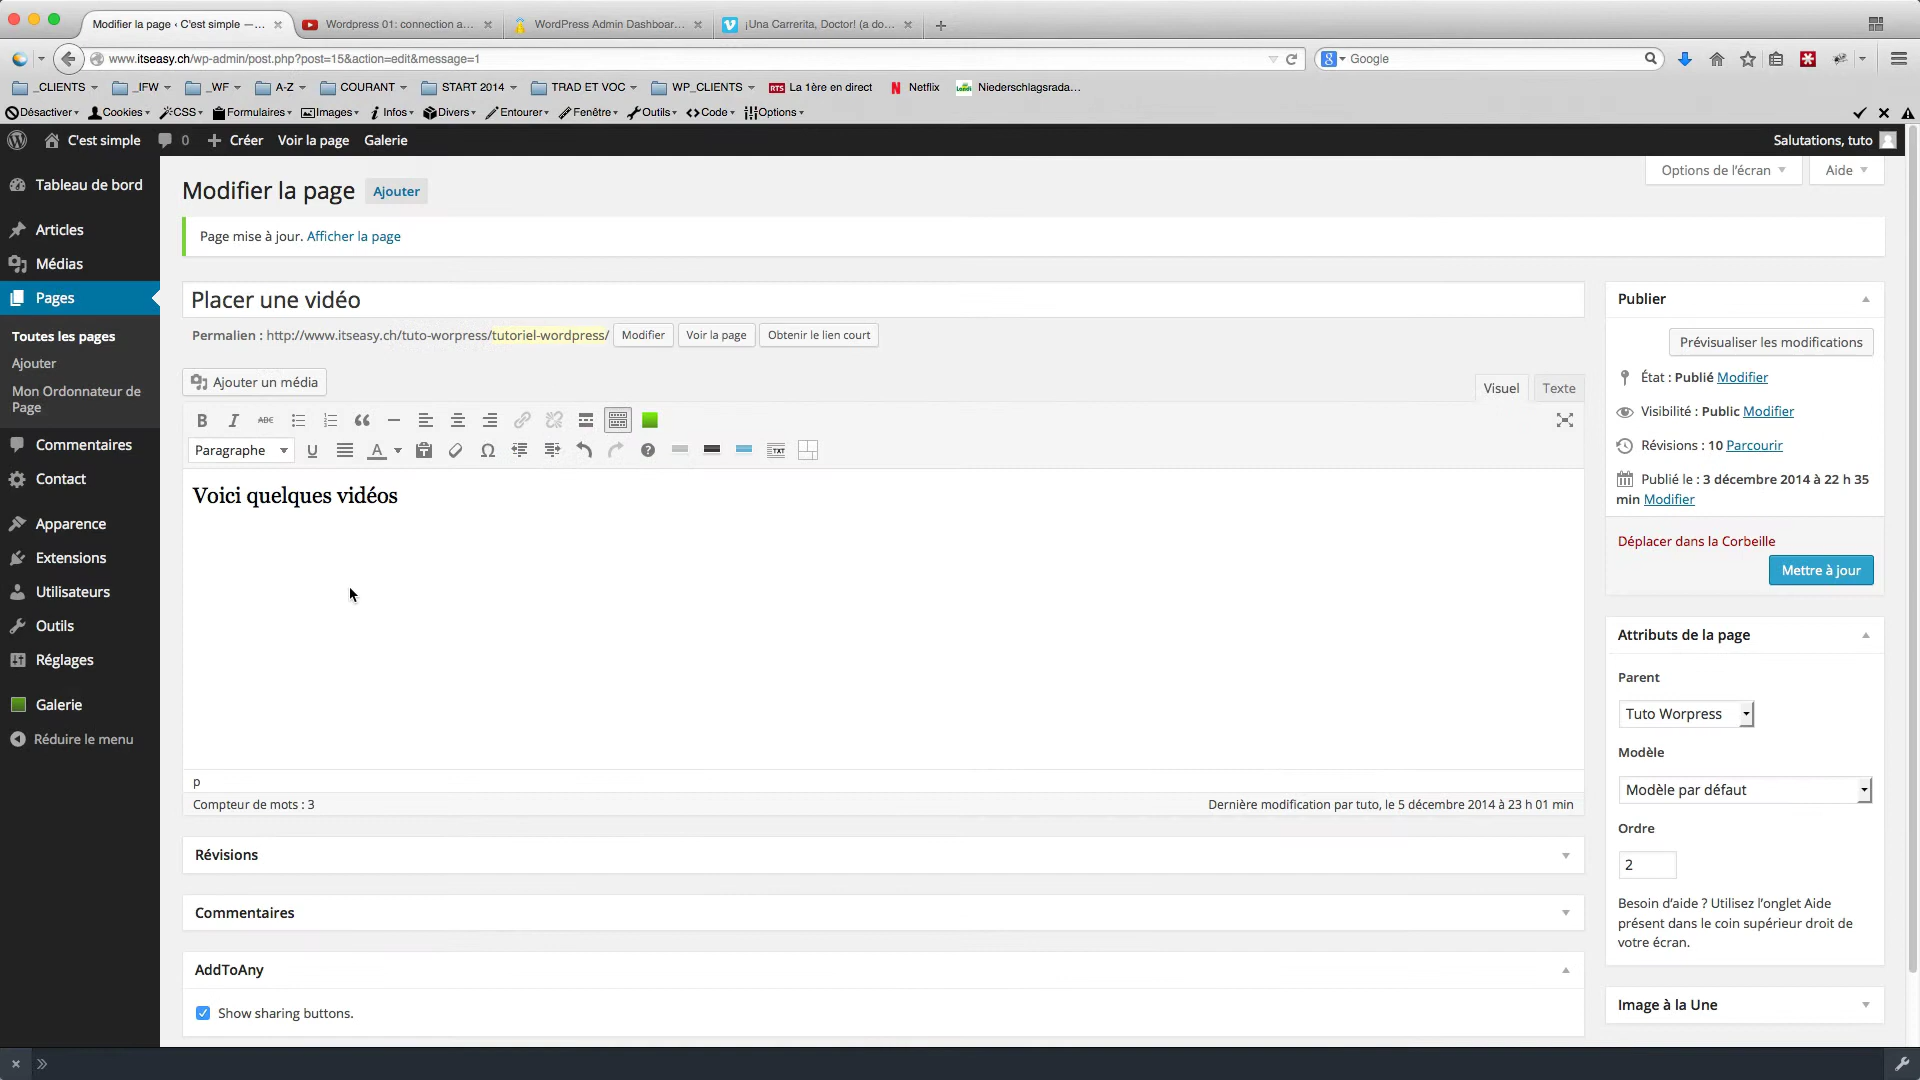 Modifier la page ‹ C'est simple —...
Wordpress 01: connection a...
WordPress Admin Dashboar...
¡Una Carrerita, Doctor! (a do...
www.itseasy.ch/wp-admin/post.php?post=15&action=edit&message=1
Google
_CLIENTS
_IFW
_WF
A-Z
COURANT
START 2014
TRAD ET VOC
WP_CLIENTS
La 1ère en direct
Netflix
Niederschlagsrada...
Désactiver
Cookies
CSS
Formulaires
Images
Infos
Divers
Entourer
Fenêtre
Outils
Code
Options
C'est simple
0
Créer
Voir la page
Galerie
Salutations, tuto
Tableau de bord
Articles
Médias
Pages
Toutes les pages
Ajouter
Mon Ordonnateur de
Page
Commentaires
Contact
Apparence
Extensions
Utilisateurs
Outils
Réglages
Galerie
Réduire le menu
Options de l'écran
Aide
Modifier la page
Ajouter
Page mise à jour. Afficher la page
Placer une vidéo
Permalien : http://www.itseasy.ch/tuto-worpress/tutoriel-wordpress/
Modifier
Voir la page
Obtenir le lien court
Ajouter un média
Visuel
Texte
ABC
Paragraphe
TXT
Voici quelques vidéos
p
Compteur de mots : 3
Dernière modification par tuto, le 5 décembre 2014 à 23 h 01 min
Révisions
Commentaires
AddToAny
Show sharing buttons.
Publier
Prévisualiser les modifications
État : Publié Modifier
Visibilité : Public Modifier
Révisions : 10 Parcourir
Publié le : 3 décembre 2014 à 22 h 35
min Modifier
Déplacer dans la Corbeille
Mettre à jour
Attributs de la page
Parent
Tuto Worpress
Modèle
Modèle par défaut
Ordre
2
Besoin d'aide ? Utilisez l'onglet Aide
présent dans le coin supérieur droit de
votre écran.
Image à la Une